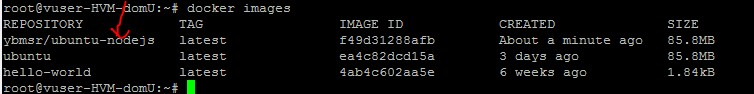 root@vuser-HVM-domU:~# docker images
REPOSITORY TAG IMAGE ID CREATED SIZE
ybmsr/ubuntu-nodejs latest f49d31288afb About a minute ago 85.8MB
ubuntu latest ea4c82dcd15a 3 days ago 85.8MB
hello-world latest 4ab4c602aa5e 6 weeks ago 1.84kB
root@vuser-HVM-domU:~#